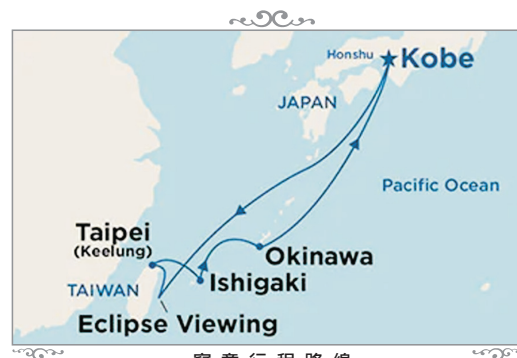 Honshu
Kobe
JAPAN
Pacific Ocean
Taipei
(Keelung)
Okinawa
TAIWAN
Ishigaki
Eclipse Viewing